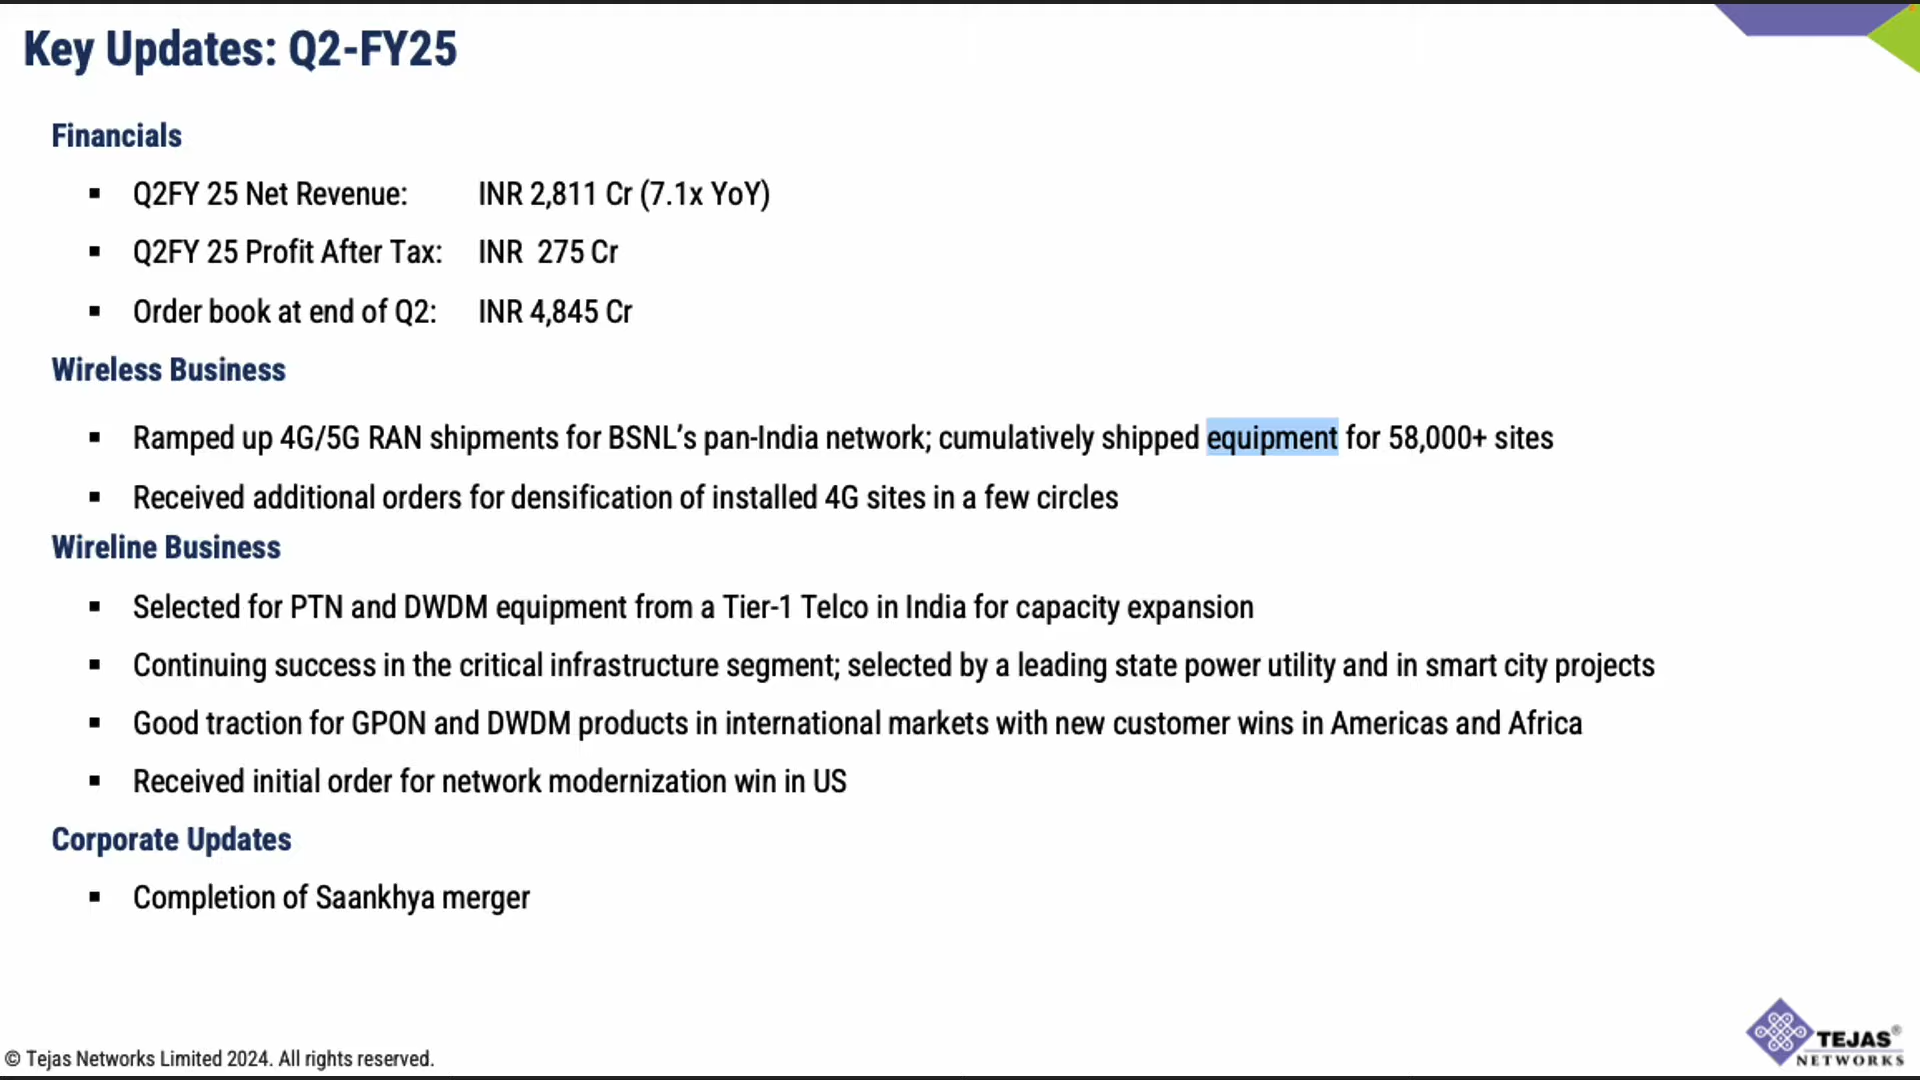 Key Updates: Q2-FY25
Financials
▪ Q2FY 25 Net Revenue: INR 2,811 Cr (7.1x YoY)
▪ Q2FY 25 Profit After Tax: INR 275 Cr
▪ Order book at end of Q2: INR 4,845 Cr
Wireless Business
▪ Ramped up 4G/5G RAN shipments for BSNL’s pan-India network; cumulatively shipped equipment for 58,000+ sites
▪ Received additional orders for densification of installed 4G sites in a few circles
Wireline Business
▪ Selected for PTN and DWDM equipment from a Tier-1 Telco in India for capacity expansion
▪ Continuing success in the critical infrastructure segment; selected by a leading state power utility and in smart city projects
▪ Good traction for GPON and DWDM products in international markets with new customer wins in Americas and Africa
▪ Received initial order for network modernization win in US
Corporate Updates
▪ Completion of Saankhya merger
© Tejas Networks Limited 2024. All rights reserved.
TEJAS®
NETWORKS